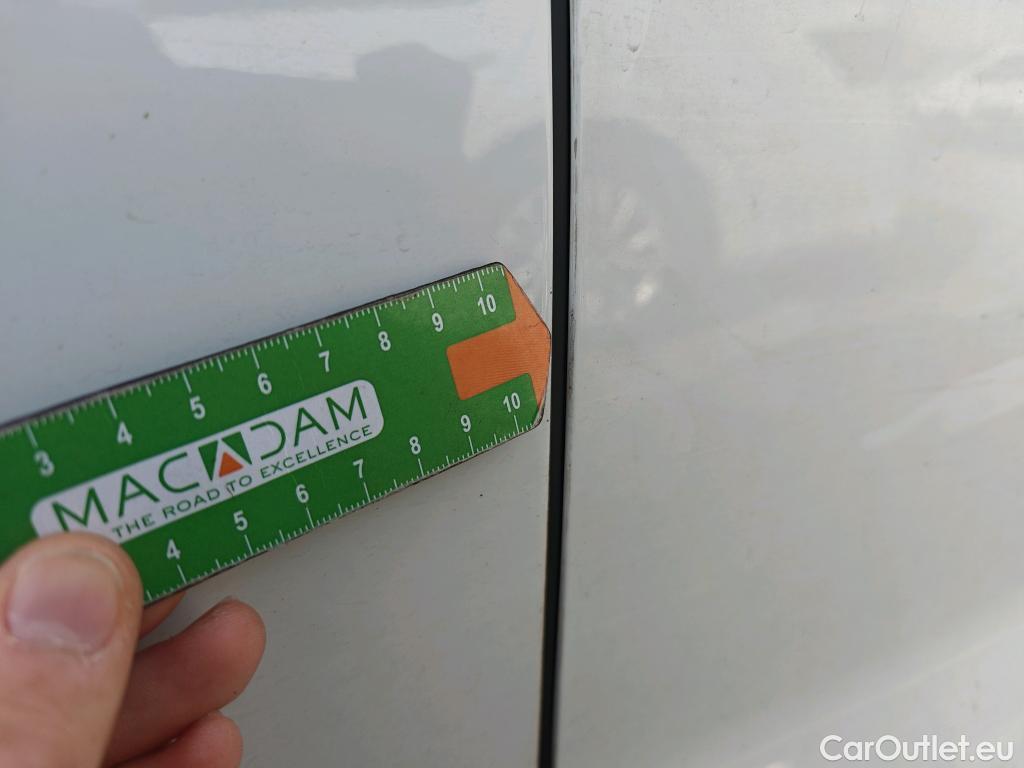 3 4 5 6 7 8 9 10
MACADAM
THE ROAD TO EXCELLENCE
4 5 6 7 8 9 10
CarOutlet.eu